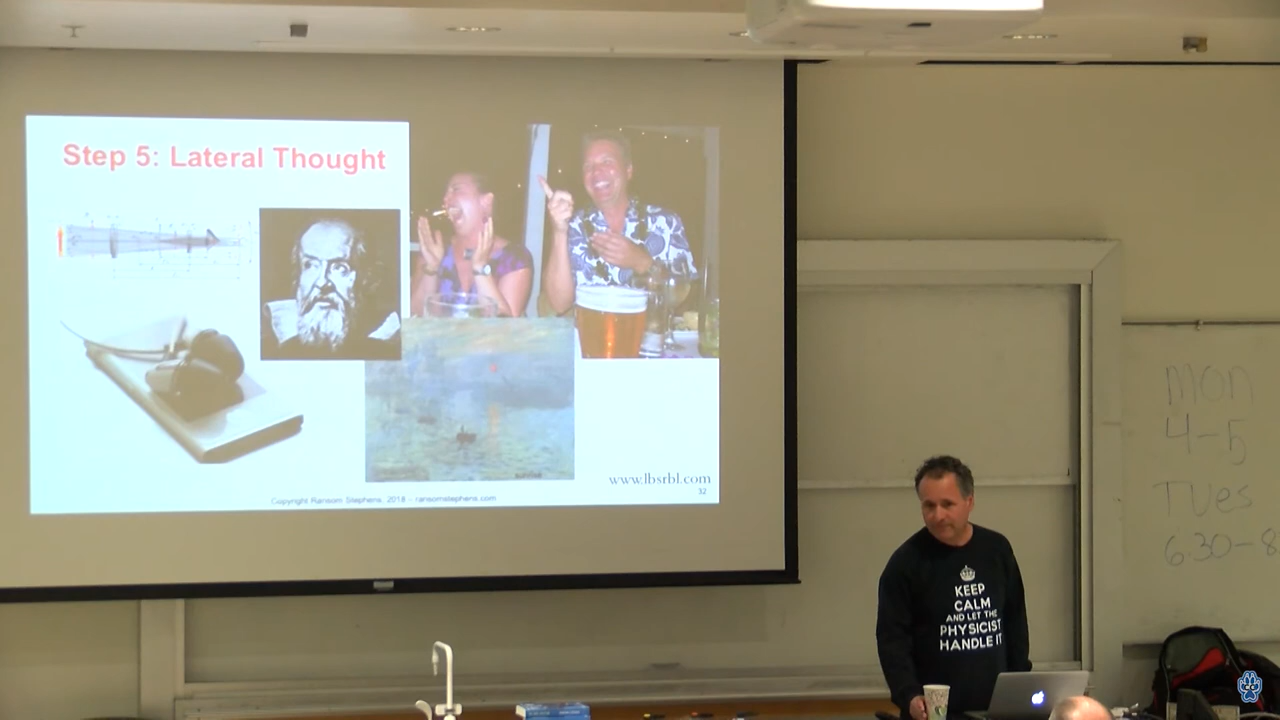 Step 5: Lateral Thought
www.lbsrbl.com
32
Copyright Ransom Stephens, 2018 – ransomstephens.com
KEEP
CALM
AND LET THE
PHYSICIST
HANDLE IT
Mon
4-5
Tues
6:30-8